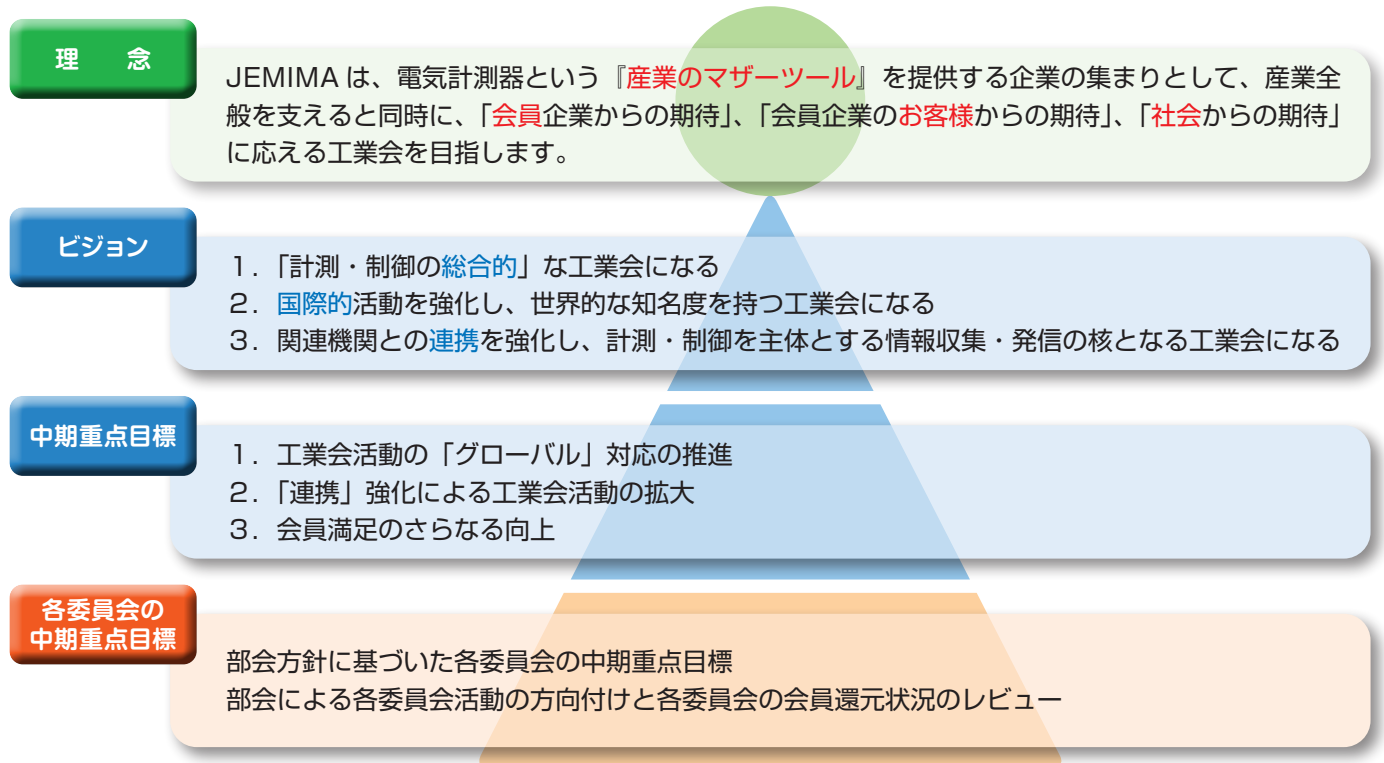 理　念
JEMIMA は、電気計測器という『産業のマザーツール』を提供する企業の集まりとして、産業全
般を支えると同時に、「会員企業からの期待」、「会員企業のお客様からの期待」、「社会からの期待」
に応える工業会を目指します。
ビジョン
１．「計測・制御の総合的」な工業会になる
２．国際的活動を強化し、世界的な知名度を持つ工業会になる
３．関連機関との連携を強化し、計測・制御を主体とする情報収集・発信の核となる工業会になる
中期重点目標
１．工業会活動の「グローバル」対応の推進
２．「連携」強化による工業会活動の拡大
３．会員満足のさらなる向上
各委員会の
中期重点目標
部会方針に基づいた各委員会の中期重点目標
部会による各委員会活動の方向付けと各委員会の会員還元状況のレビュー